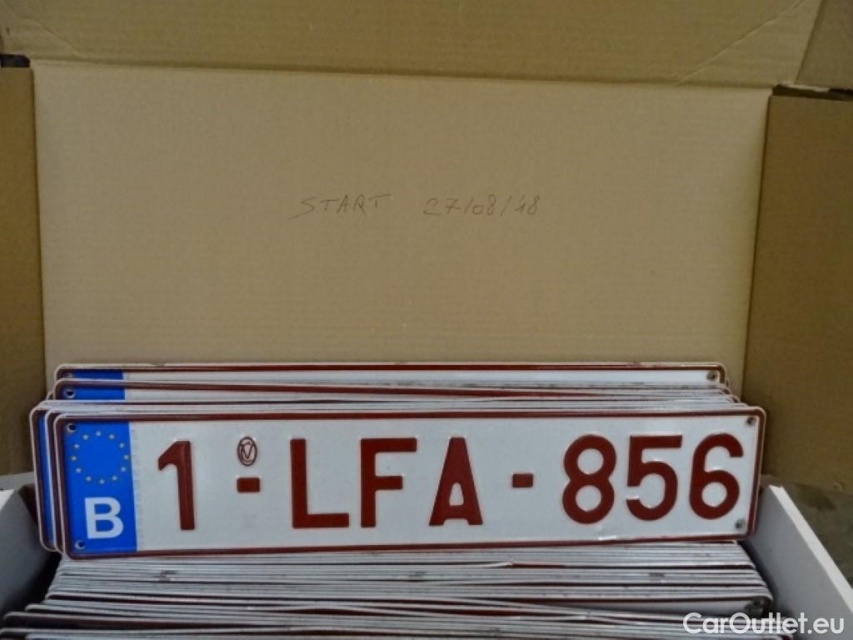 START 27/08/18
B 1-LFA-856
CarOutlet.eu